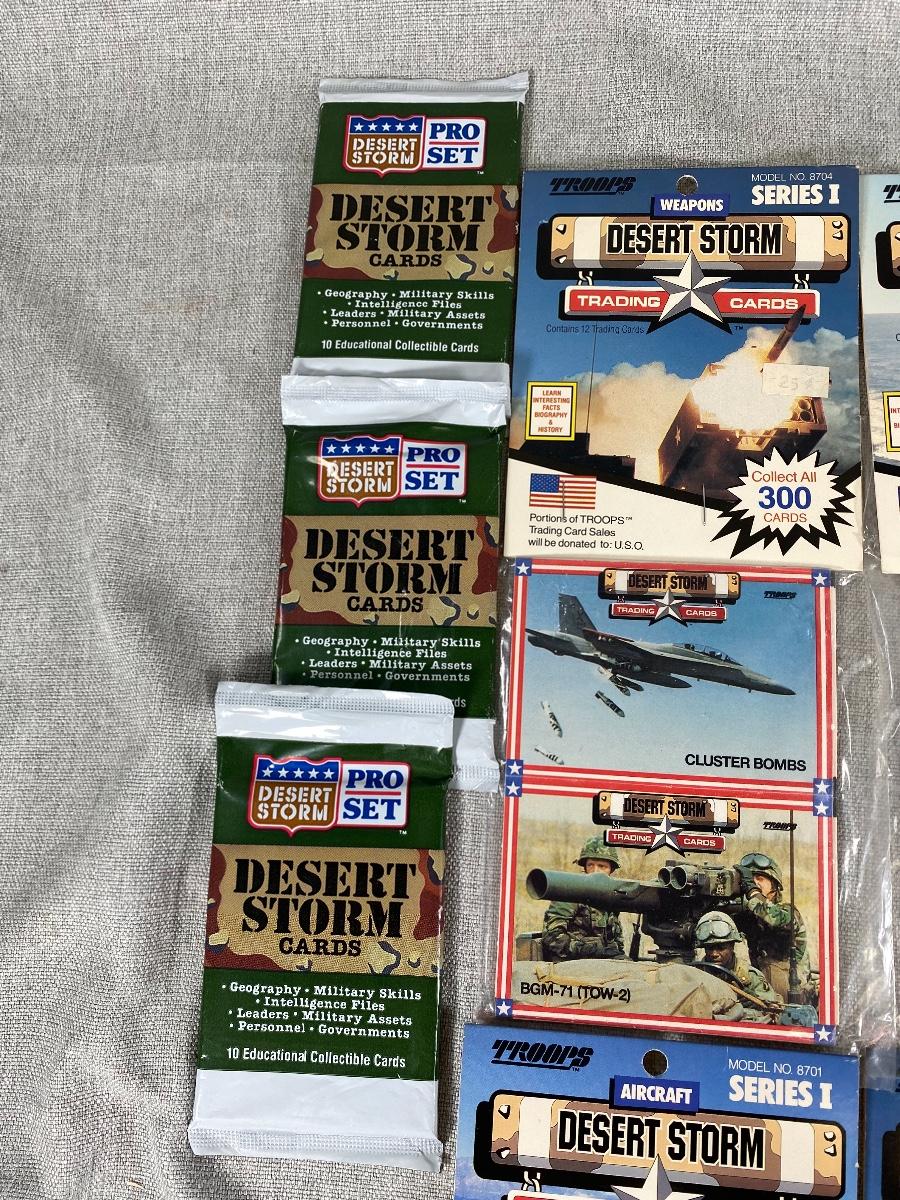 DESERT STORM
PRO SET
™
DESERT
STORM
CARDS
• Geography • Military Skills
• Intelligence Files
• Leaders • Military Assets
• Personnel • Governments
10 Educational Collectible Cards
DESERT STORM
PRO SET
™
DESERT
STORM
CARDS
• Geography • Military Skills
• Intelligence Files
• Leaders • Military Assets
• Personnel • Governments
DESERT STORM
PRO SET
™
DESERT
STORM
CARDS
• Geography • Military Skills
• Intelligence Files
• Leaders • Military Assets
• Personnel • Governments
10 Educational Collectible Cards
TROOPS
MODEL NO. 8704
SERIES I
WEAPONS
DESERT STORM
TRADING CARDS
™
Contains 12 Trading Cards
LEARN
INTERESTING
FACTS
BIOGRAPHY
&
HISTORY
Collect All
300
CARDS
Portions of TROOPS™
Trading Card Sales
will be donated to: U.S.O.
DESERT STORM
TROOPS
TRADING CARDS
CLUSTER BOMBS
DESERT STORM
TROOPS
TRADING CARDS
BGM-71 (TOW-2)
TROOPS
MODEL NO. 8701
SERIES I
AIRCRAFT
DESERT STORM